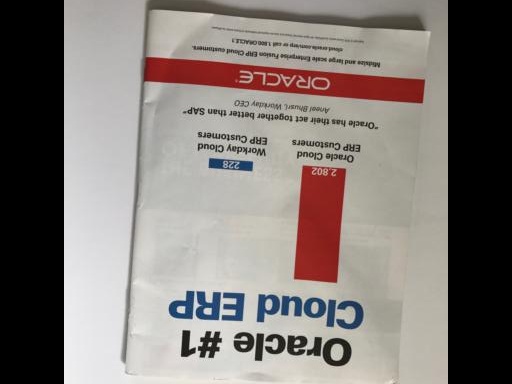 Oracle #1
Cloud ERP
2,802
228
Oracle Cloud
ERP Customers
Workday Cloud
ERP Customers
"Oracle has their act together better than SAP"
Aneel Bhusri, Workday CEO
ORACLE®
Midsize and large scale Enterprise Fusion ERP Cloud customers.
cloud.oracle.com/erp or call 1.800.ORACLE.1